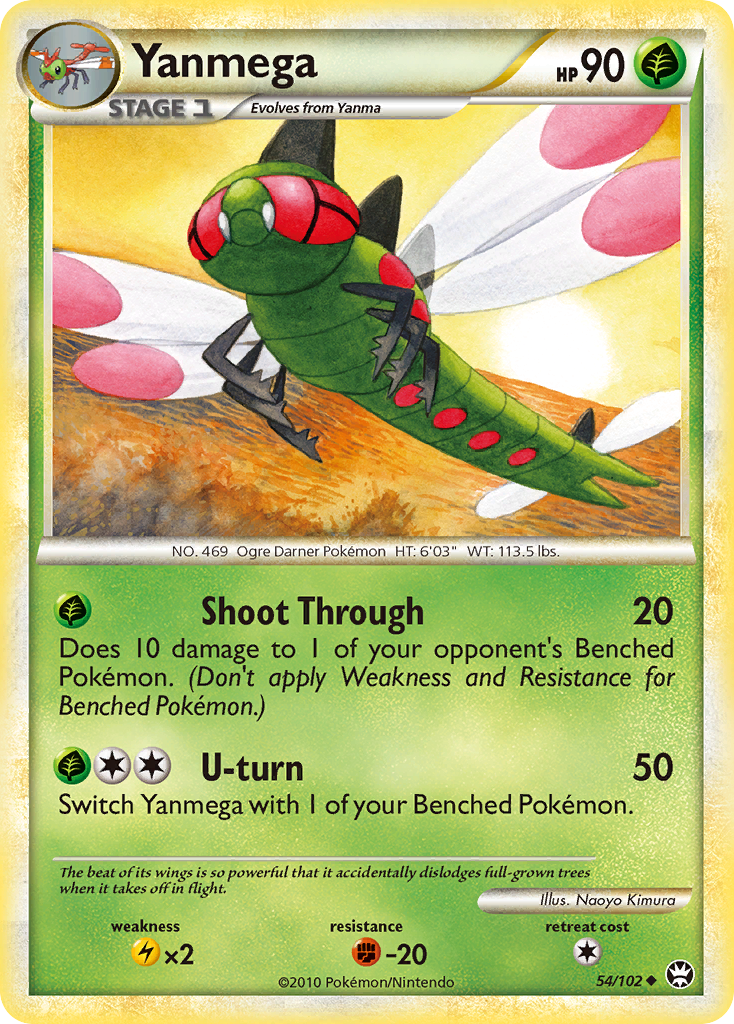 Yanmega
HP 90
STAGE 1
Evolves from Yanma
NO. 469 Ogre Darner Pokémon HT: 6'03" WT: 113.5 lbs.
Shoot Through 20
Does 10 damage to 1 of your opponent's Benched
Pokémon. (Don't apply Weakness and Resistance for
Benched Pokémon.)
U-turn 50
Switch Yanmega with 1 of your Benched Pokémon.
The beat of its wings is so powerful that it accidentally dislodges full-grown trees
when it takes off in flight.
Illus. Naoyo Kimura
weakness resistance retreat cost
×2 -20
©2010 Pokémon/Nintendo 54/102